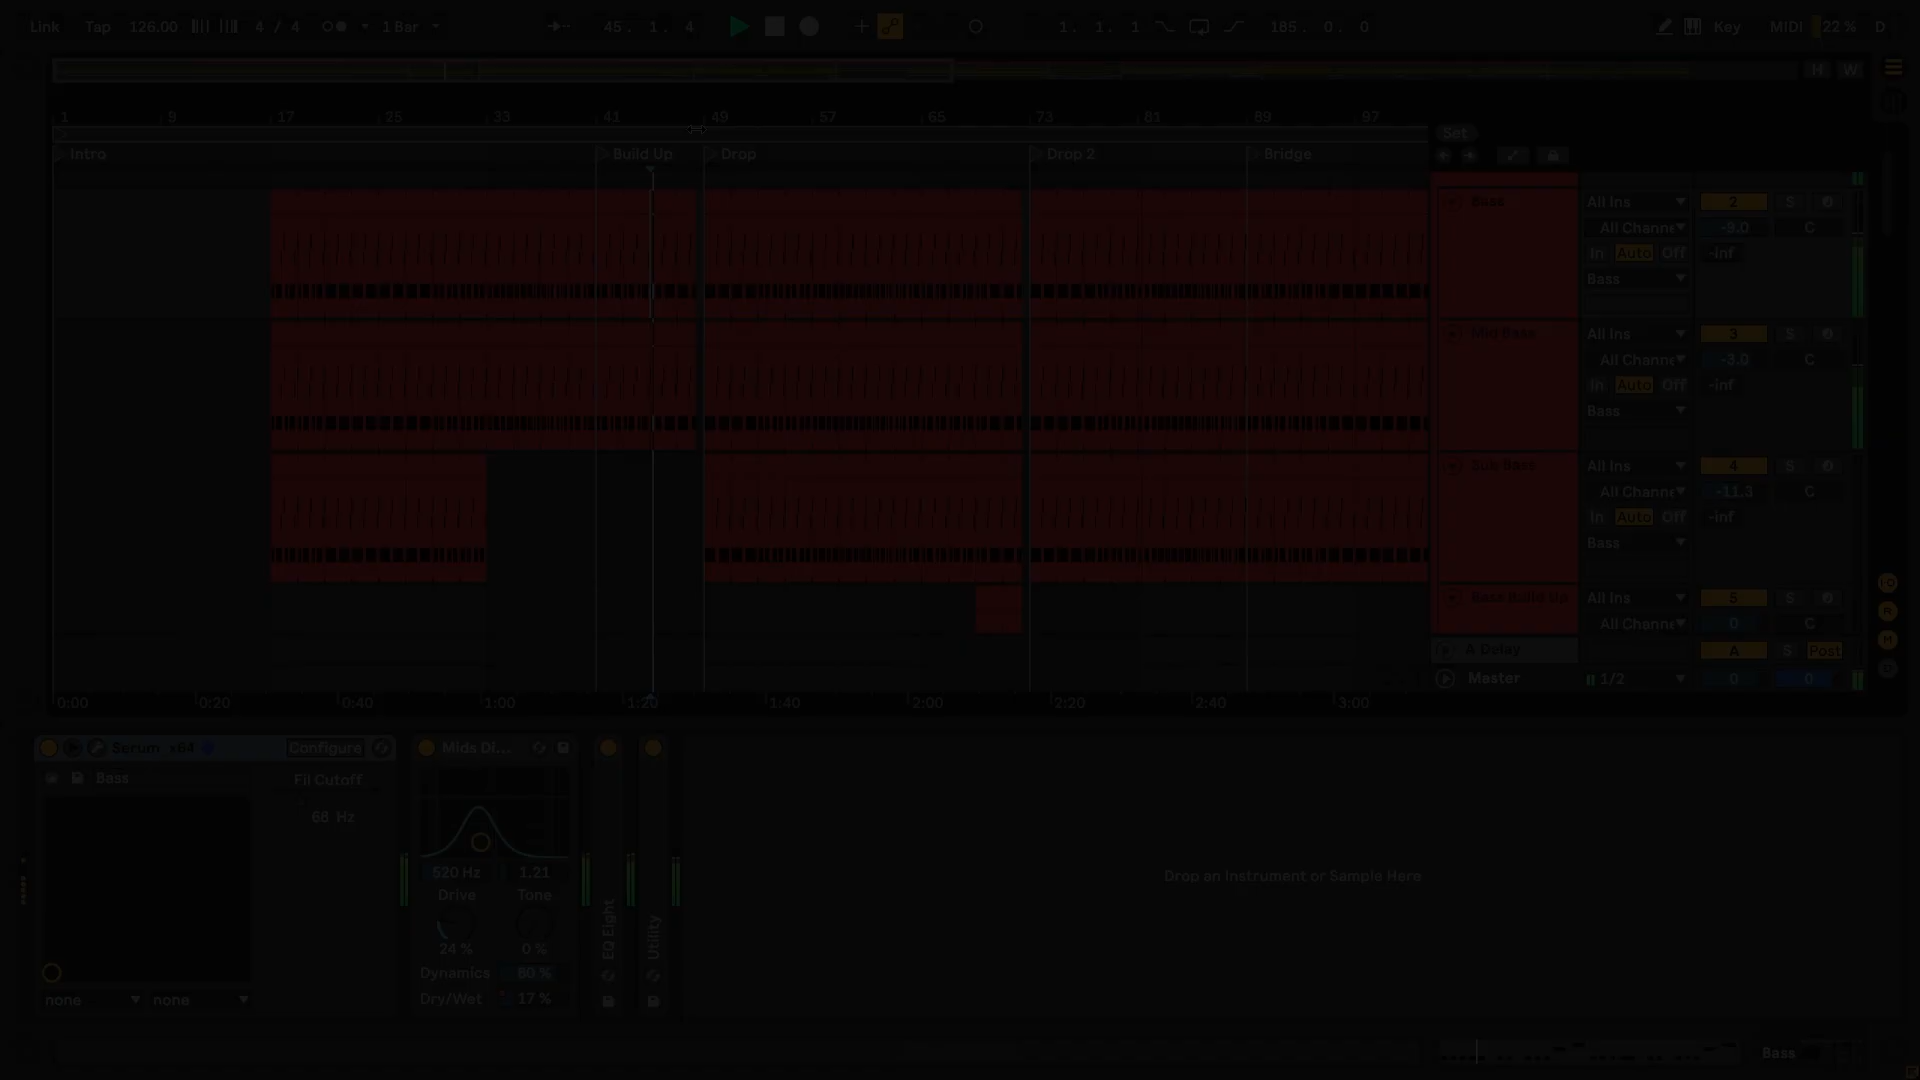 Link Tap 126.00 4 / 4 1 Bar 45. 1. 4 1. 1. 1 185. 0. 0 Key MIDI 22 % D
H W
1 9 17 25 33 41 49 57 65 73 81 89 97
Set
Intro Build Up Drop Drop 2 Bridge
Bass All Ins 2 S
All Channe -9.0 C
In Auto Off -inf
Bass
Mid Bass All Ins 3 S
All Channe -3.0 C
In Auto Off -inf
Bass
Sub Bass All Ins 4 S
All Channe -11.3 C
In Auto Off -inf
Bass
Bass Build Up All Ins 5 S
All Channe 0 C
A Delay A S Post
Master 1/2 0 0
0:00 0:20 0:40 1:00 1:20 1:40 2:00 2:20 2:40 3:00
Serum_x64 Configure Mids Di...
Bass Fil Cutoff
68 Hz
520 Hz 1.21
Drive Tone
24 % 0 %
Dynamics 80 %
Dry/Wet 17 %
none none
EQ Eight
Utility
Drop an Instrument or Sample Here
Bass